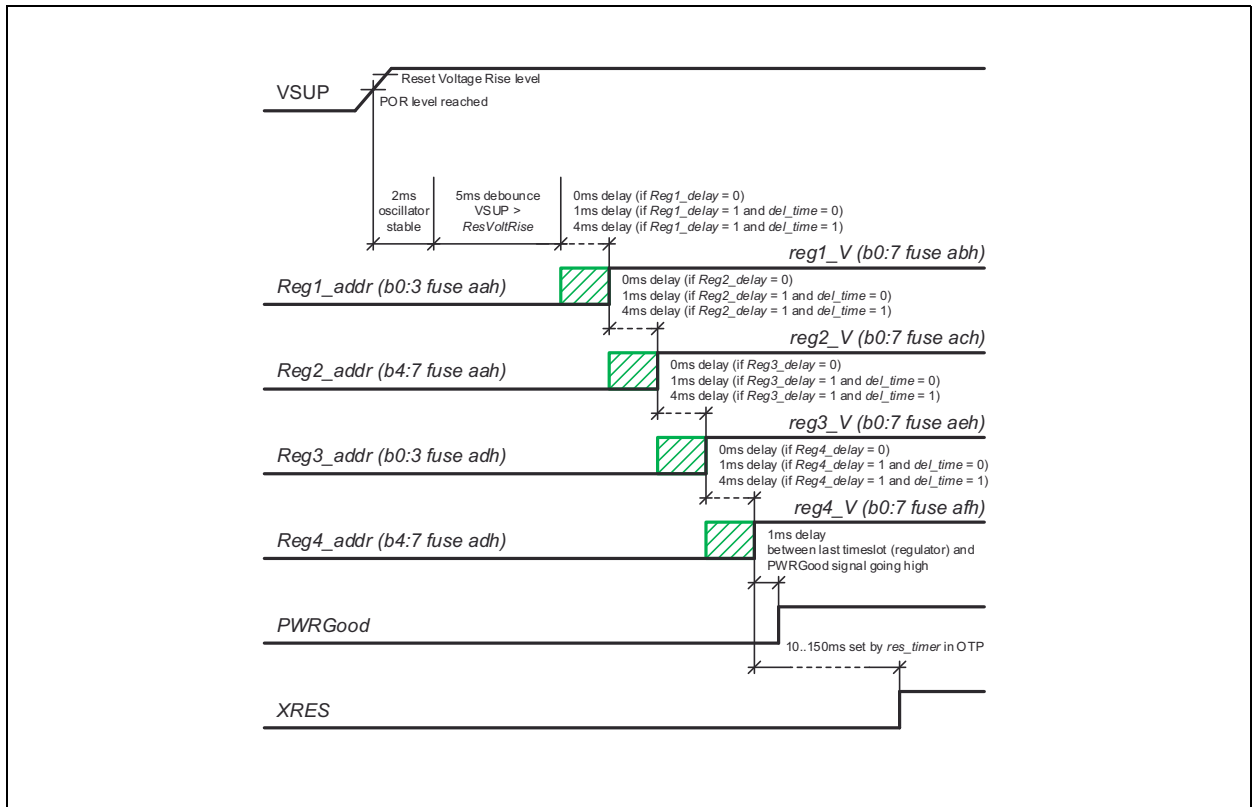 Reset Voltage Rise level
VSUP
POR level reached
2ms
oscillator
stable
5ms debounce
VSUP >
ResVoltRise
0ms delay (if Reg1_delay = 0)
1ms delay (if Reg1_delay = 1 and del_time = 0)
4ms delay (if Reg1_delay = 1 and del_time = 1)
reg1_V (b0:7 fuse abh)
Reg1_addr (b0:3 fuse aah)
0ms delay (if Reg2_delay = 0)
1ms delay (if Reg2_delay = 1 and del_time = 0)
4ms delay (if Reg2_delay = 1 and del_time = 1)
reg2_V (b0:7 fuse ach)
Reg2_addr (b4:7 fuse aah)
0ms delay (if Reg3_delay = 0)
1ms delay (if Reg3_delay = 1 and del_time = 0)
4ms delay (if Reg3_delay = 1 and del_time = 1)
reg3_V (b0:7 fuse aeh)
Reg3_addr (b0:3 fuse adh)
0ms delay (if Reg4_delay = 0)
1ms delay (if Reg4_delay = 1 and del_time = 0)
4ms delay (if Reg4_delay = 1 and del_time = 1)
reg4_V (b0:7 fuse afh)
Reg4_addr (b4:7 fuse adh)
1ms delay
between last timeslot (regulator) and
PWRGood signal going high
PWRGood
10..150ms set by res_timer in OTP
XRES